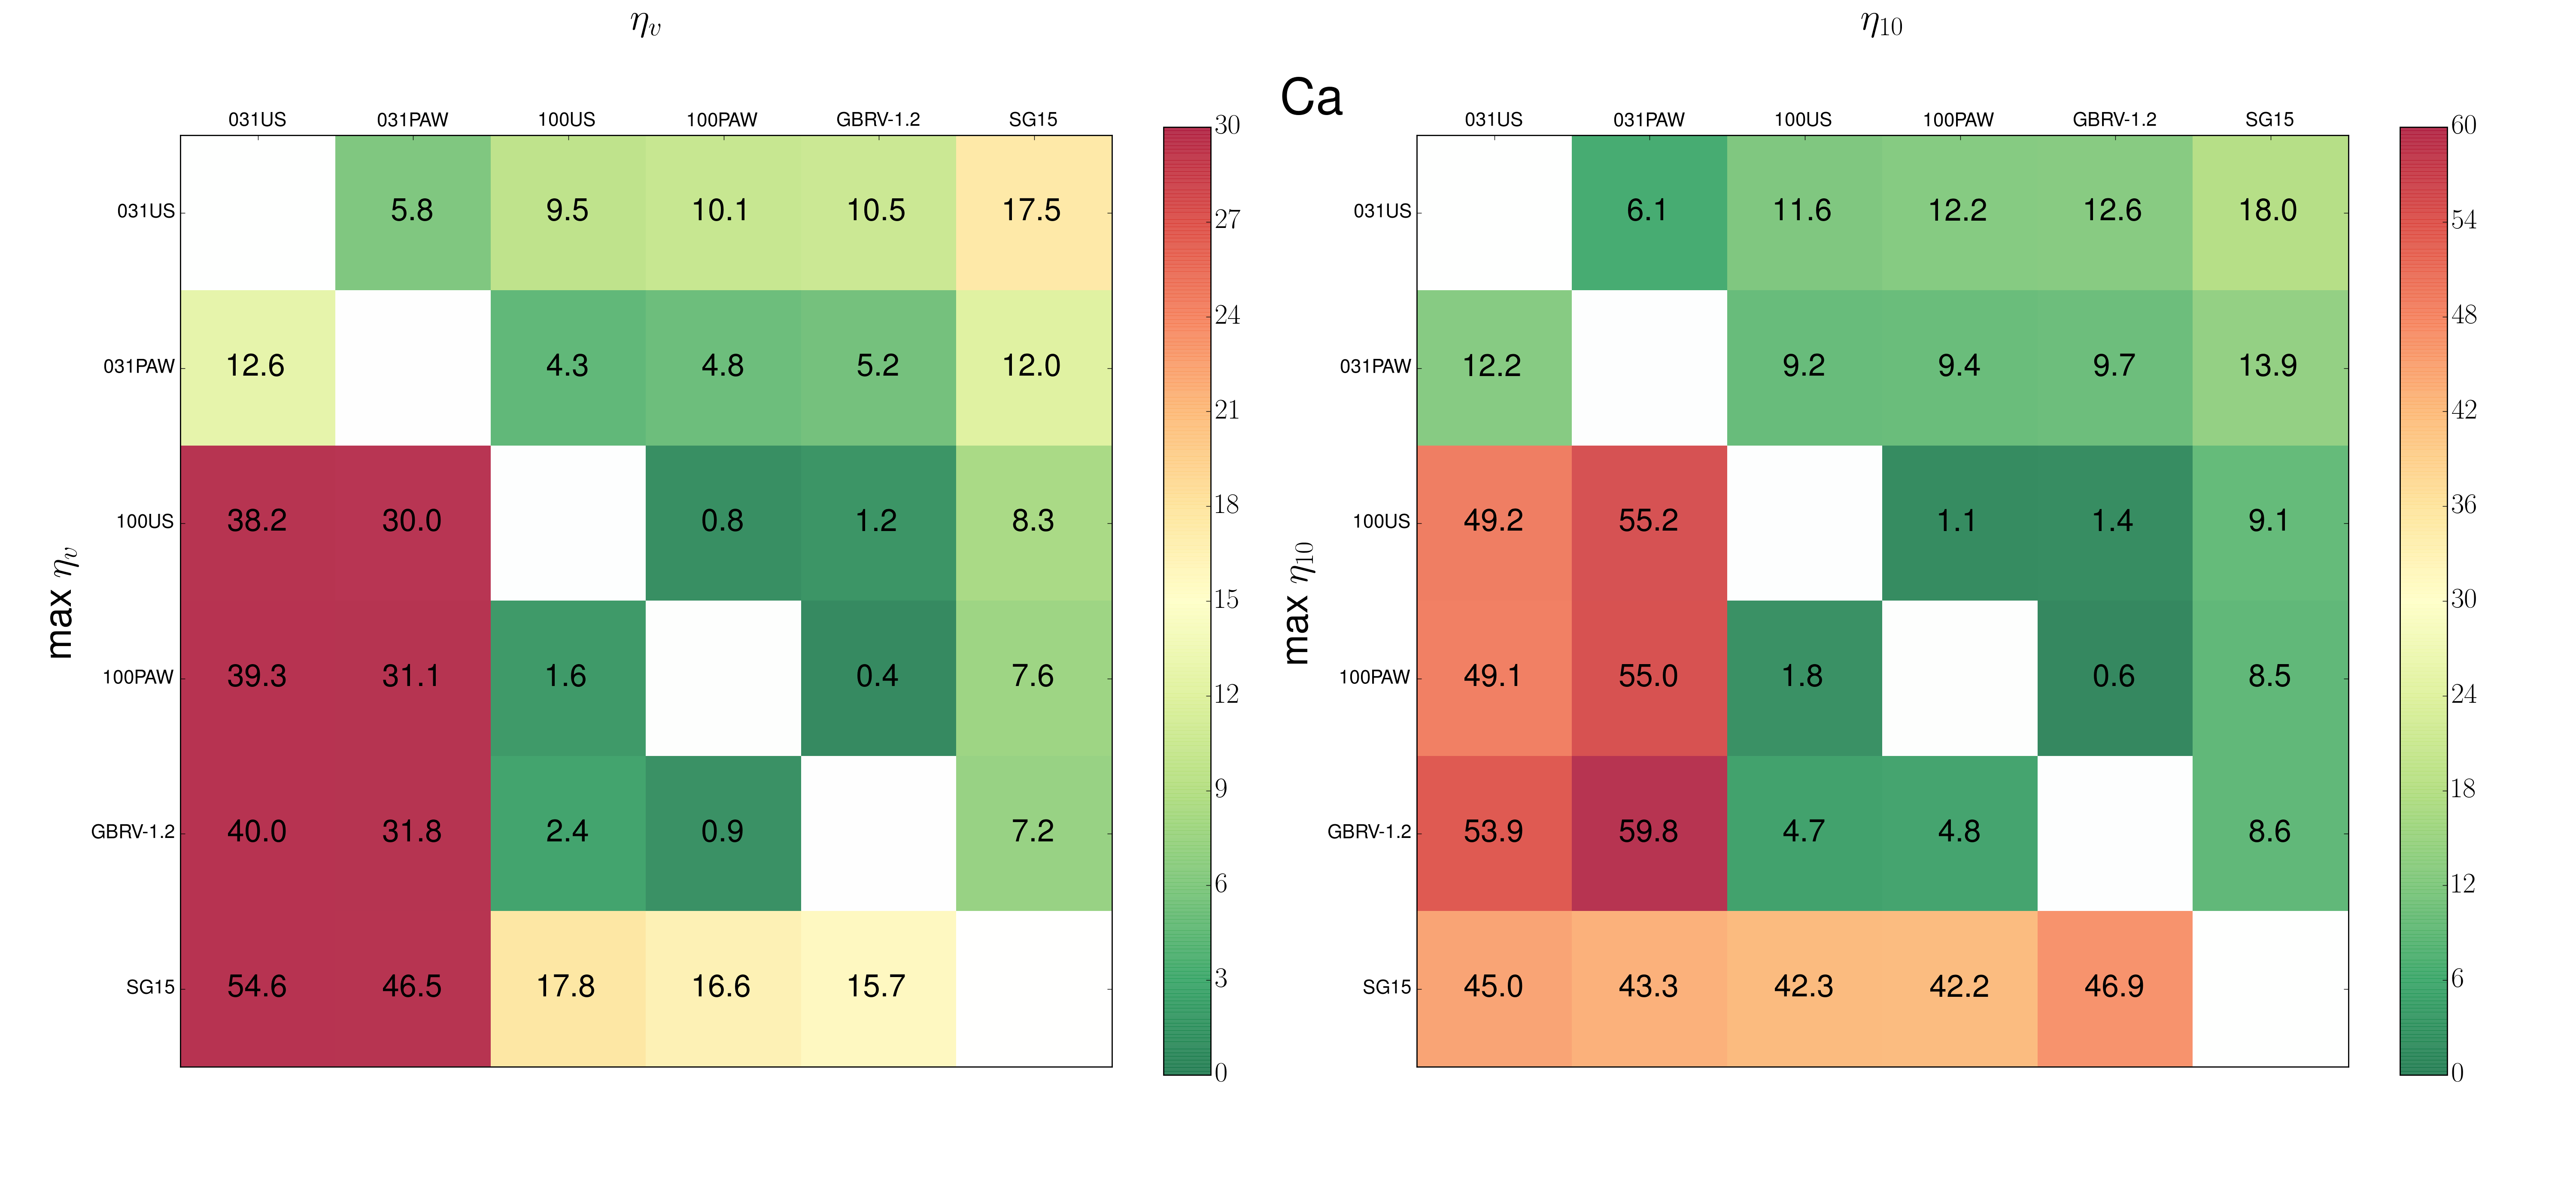 η_v
031US 031PAW 100US 100PAW GBRV-1.2 SG15
031US 5.8 9.5 10.1 10.5 17.5
031PAW 12.6 4.3 4.8 5.2 12.0
100US 38.2 30.0 0.8 1.2 8.3
100PAW 39.3 31.1 1.6 0.4 7.6
GBRV-1.2 40.0 31.8 2.4 0.9 7.2
SG15 54.6 46.5 17.8 16.6 15.7
max η_v
30
27
24
21
18
15
12
9
6
3
0
Ca
η_10
031US 031PAW 100US 100PAW GBRV-1.2 SG15
031US 6.1 11.6 12.2 12.6 18.0
031PAW 12.2 9.2 9.4 9.7 13.9
100US 49.2 55.2 1.1 1.4 9.1
100PAW 49.1 55.0 1.8 0.6 8.5
GBRV-1.2 53.9 59.8 4.7 4.8 8.6
SG15 45.0 43.3 42.3 42.2 46.9
max η_10
60
54
48
42
36
30
24
18
12
6
0